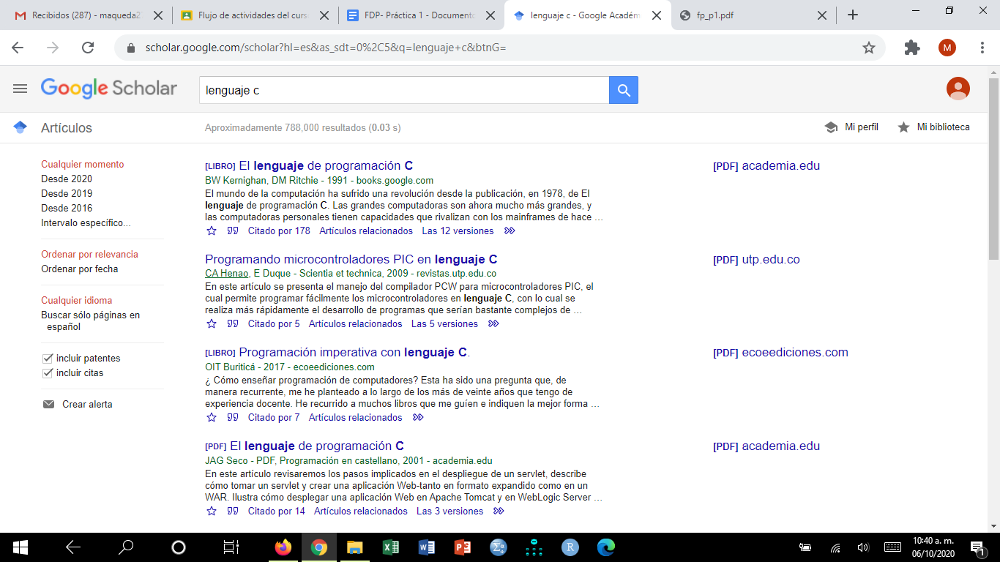 Recibidos (287) - maqueda2
Flujo de actividades del curs
FDP- Práctica 1 - Documento
lenguaje c - Google Académ
fp_p1.pdf
scholar.google.com/scholar?hl=es&as_sdt=0%2C5&q=lenguaje+c&btnG=
M
Google Scholar
lenguaje c
Artículos
Aproximadamente 788,000 resultados (0.03 s)
Mi perfil
Mi biblioteca
Cualquier momento
Desde 2020
Desde 2019
Desde 2016
Intervalo específico...
Ordenar por relevancia
Ordenar por fecha
Cualquier idioma
Buscar sólo páginas en
español
incluir patentes
incluir citas
Crear alerta
[LIBRO] El lenguaje de programación C
BW Kernighan, DM Ritchie - 1991 - books.google.com
El mundo de la computación ha sufrido una revolución desde la publicación, en 1978, de El
lenguaje de programación C. Las grandes computadoras son ahora mucho más grandes, y
las computadoras personales tienen capacidades que rivalizan con los mainframes de hace …
Citado por 178 Artículos relacionados Las 12 versiones
[PDF] academia.edu
Programando microcontroladores PIC en lenguaje C
CA Henao, E Duque - Scientia et technica, 2009 - revistas.utp.edu.co
En este artículo se presenta el manejo del compilador PCW para microcontroladores PIC, el
cual permite programar fácilmente los microcontroladores en lenguaje C, con lo cual se
realiza más rápidamente el desarrollo de programas que serían bastante complejos de …
Citado por 5 Artículos relacionados Las 5 versiones
[PDF] utp.edu.co
[LIBRO] Programación imperativa con lenguaje C.
OIT Buriticá - 2017 - ecoeediciones.com
¿ Cómo enseñar programación de computadores? Esta ha sido una pregunta que, de
manera recurrente, me he planteado a lo largo de los más de veinte años que tengo de
experiencia docente. He recurrido a muchos libros que me guíen e indiquen la mejor forma …
Citado por 7 Artículos relacionados
[PDF] ecoeediciones.com
[PDF] El lenguaje de programación C
JAG Seco - PDF, Programación en castellano, 2001 - academia.edu
En este artículo revisaremos los pasos implicados en el despliegue de un servlet, describe
cómo tomar un servlet y crear una aplicación Web-tanto en formato expandido como en un
WAR. Ilustra cómo desplegar una aplicación Web en Apache Tomcat y en WebLogic Server …
Citado por 14 Artículos relacionados Las 3 versiones
[PDF] academia.edu
10:40 a. m.
06/10/2020
1